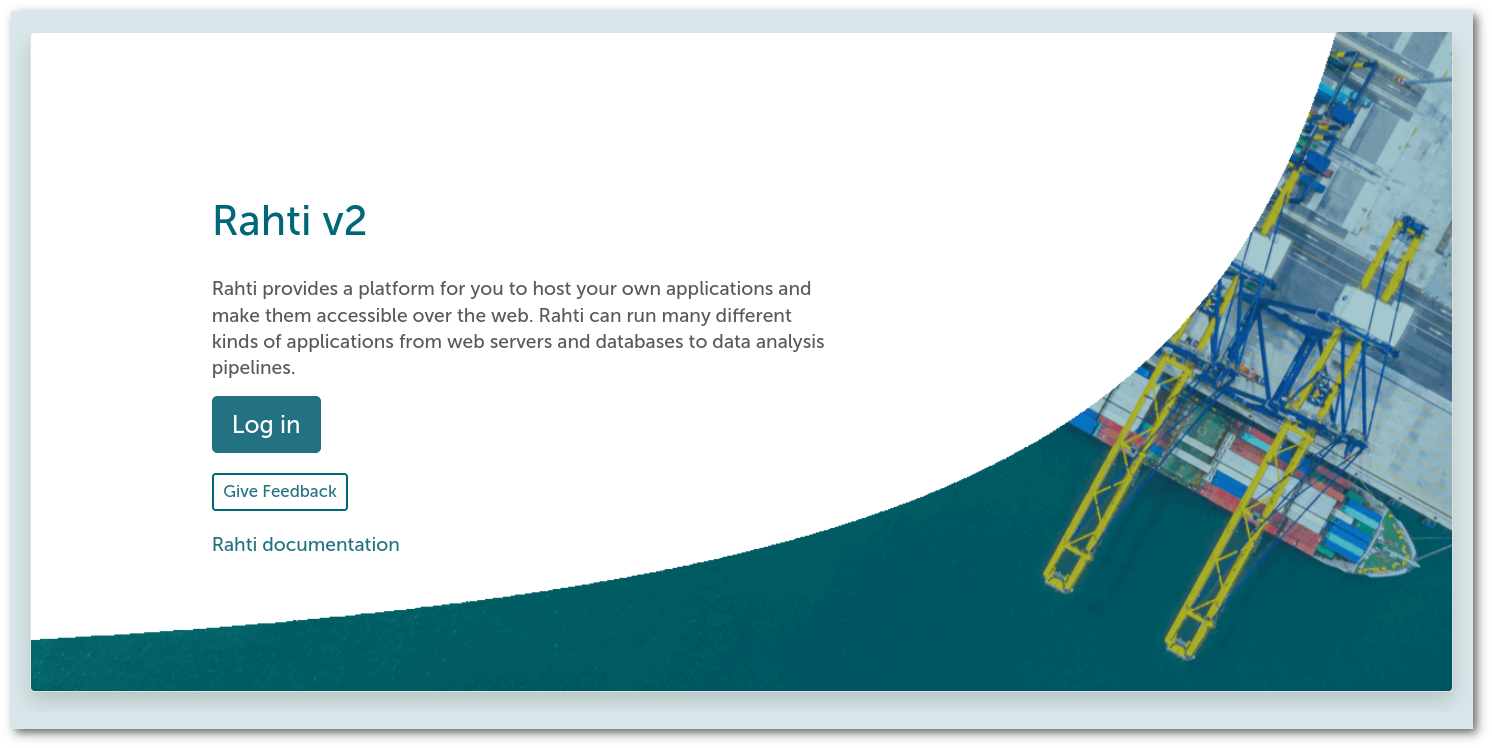 Rahti v2
Rahti provides a platform for you to host your own applications and
make them accessible over the web. Rahti can run many different
kinds of applications from web servers and databases to data analysis
pipelines.
Log in
Give Feedback
Rahti documentation